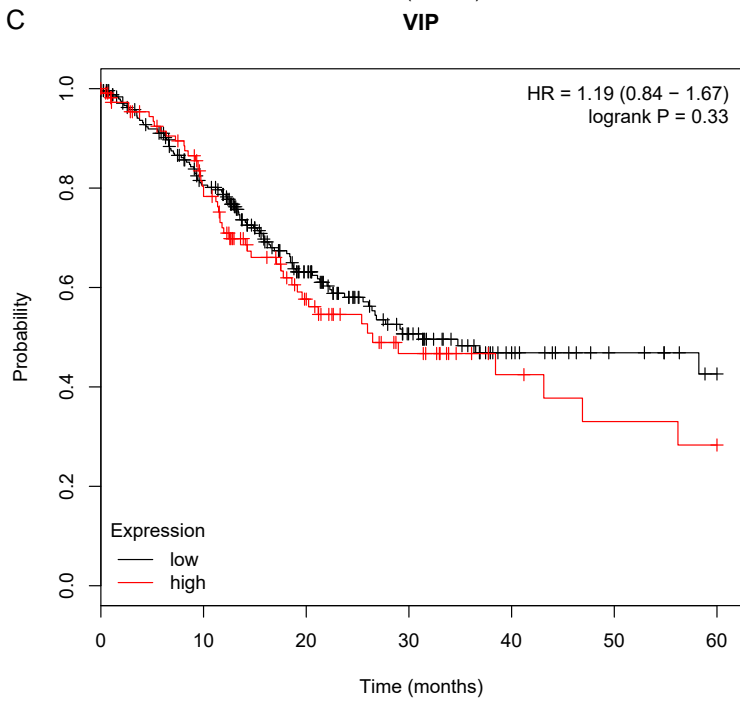 C
VIP
HR = 1.19 (0.84 − 1.67)
logrank P = 0.33
Probability
1.0
0.8
0.6
0.4
0.2
0.0
Expression
low
high
0 10 20 30 40 50 60
Time (months)